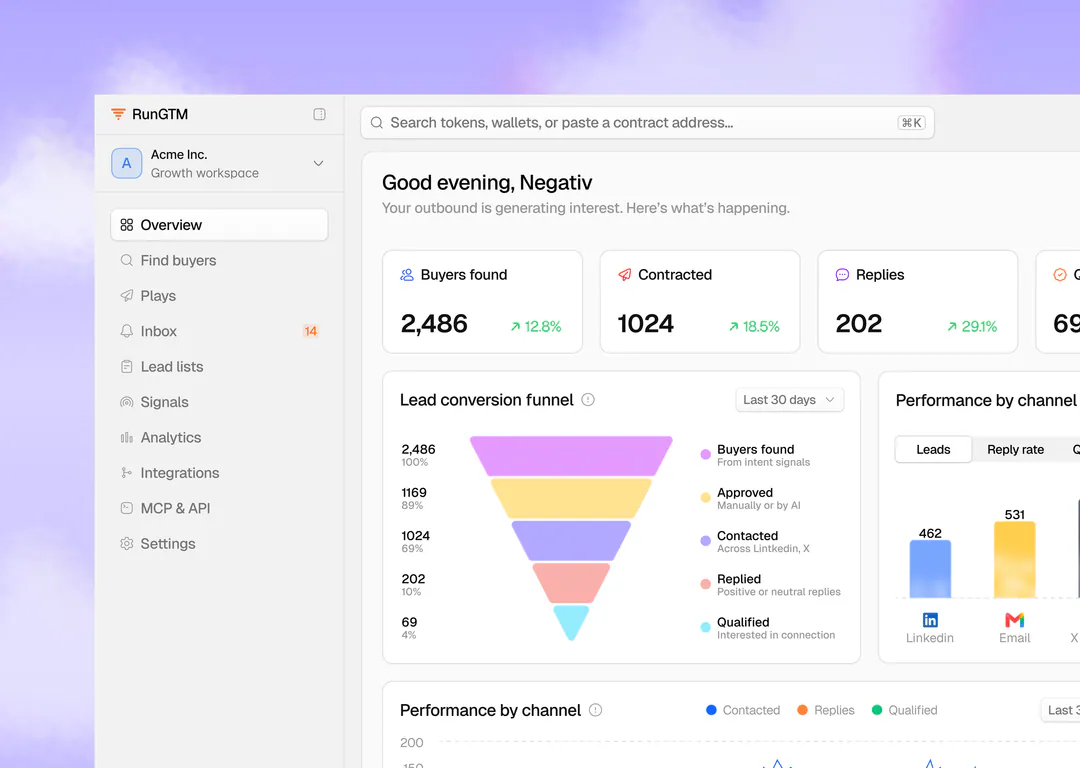 RunGTM
Search tokens, wallets, or paste a contract address...
⌘K
A
Acme Inc.
Growth workspace
Overview
Find buyers
Plays
Inbox
14
Lead lists
Signals
Analytics
Integrations
MCP & API
Settings
Good evening, Negativ
Your outbound is generating interest. Here's what's happening.
Buyers found
2,486
12.8%
Contracted
1024
18.5%
Replies
202
29.1%
69
Lead conversion funnel
Last 30 days
2,486
100%
1169
89%
1024
69%
202
10%
69
4%
Buyers found
From intent signals
Approved
Manually or by AI
Contacted
Across Lintkedin, X
Replied
Positive or neutral replies
Qualified
Interested in connection
Performance by channel
Leads
Reply rate
462
531
in
Linkedin
Email
X
Performance by channel
Contacted
Replies
Qualified
Last 3
200
150